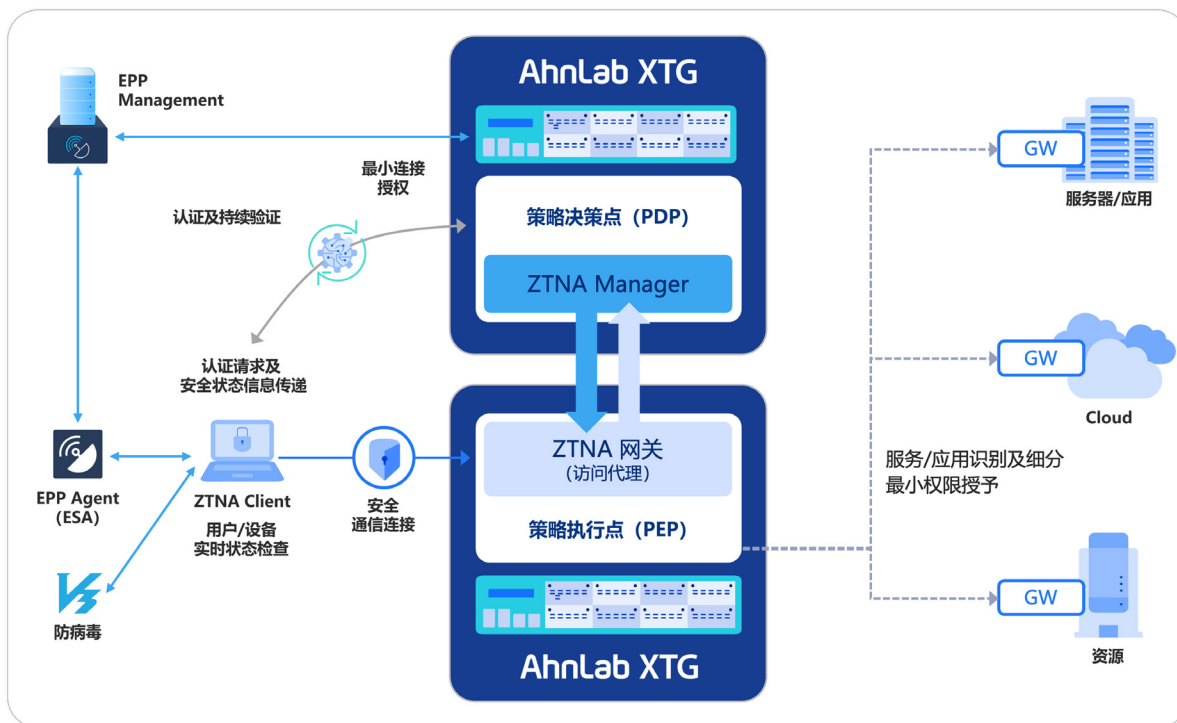 AhnLab XTG
EPP
Management
最小连接
授权
认证及持续验证
策略决策点（PDP）
ZTNA Manager
认证请求及
安全状态信息传递
EPP Agent
（ESA）
ZTNA Client
用户/设备
实时状态检查
安全
通信连接
V3
防病毒
ZTNA 网关
(访问代理)
策略执行点（PEP）
AhnLab XTG
GW
服务器/应用
GW
Cloud
服务/应用识别及细分
最小权限授予
GW
资源